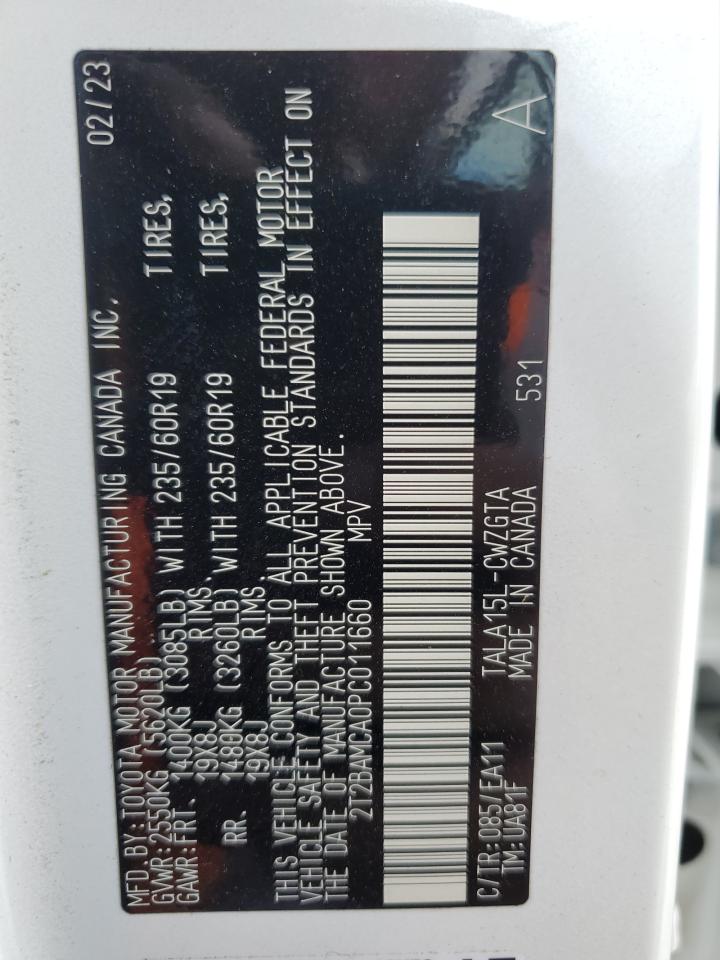 MFD.BY:TOYOTA MOTOR MANUFACTURING CANADA INC. 02/23
GVWR:2550KG (5620LB)
GAWR:FRT. 1400KG (3085LB) WITH 235/60R19 TIRES,
19X8J RIMS.
RR. 1480KG (3260LB) WITH 235/60R19 TIRES,
19X8J RIMS.
THIS VEHICLE CONFORMS TO ALL APPLICABLE FEDERAL MOTOR
VEHICLE SAFETY AND THEFT PREVENTION STANDARDS IN EFFECT ON
THE DATE OF MANUFACTURE SHOWN ABOVE.
2T2BAMCA0PC011660 MPV
C/TR:085/EA11 TALA15L-CWZGTA A
TM:UA81F MADE IN CANADA 531